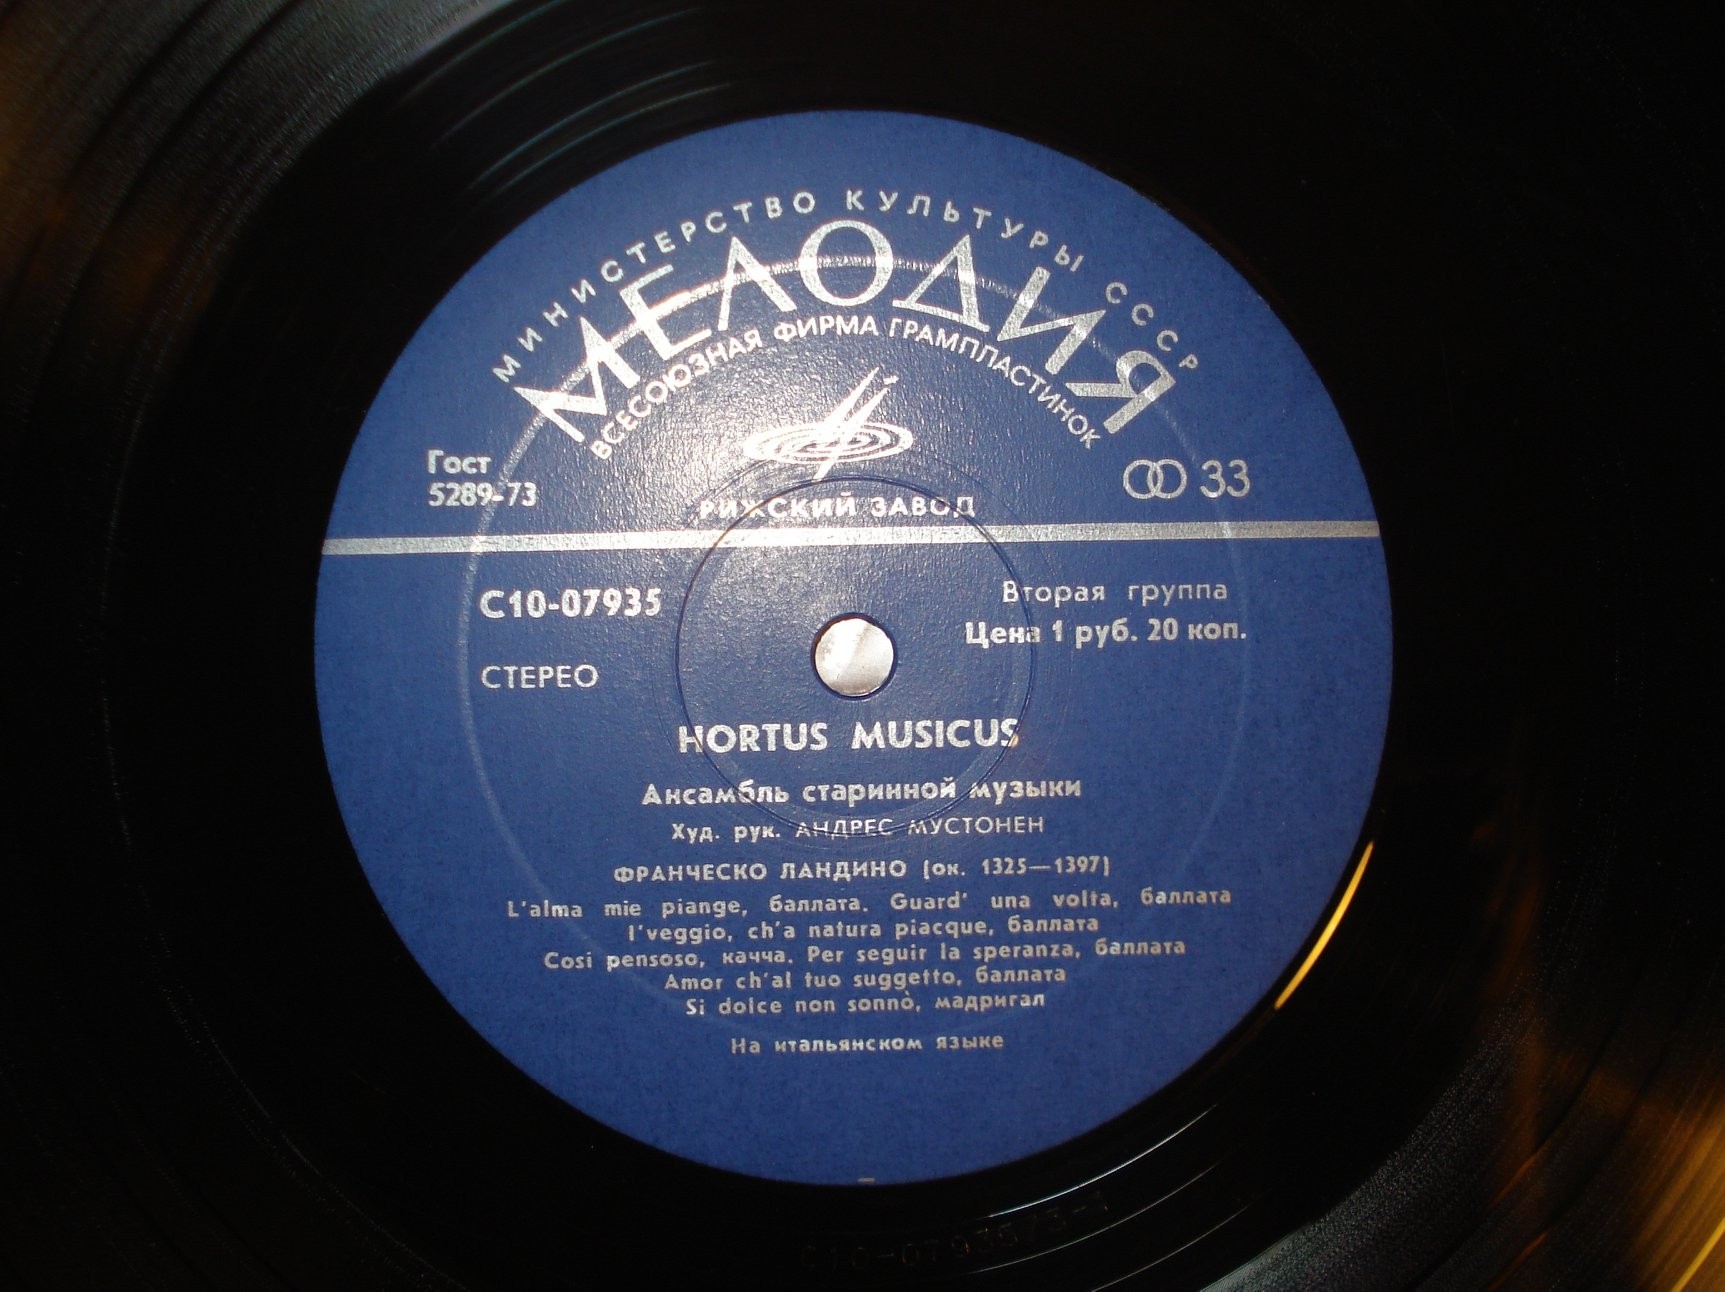 МИНИСТЕРСТВО КУЛЬТУРЫ СССР
МЕЛОДИЯ
ВСЕСОЮЗНАЯ ФИРМА ГРАМПЛАСТИНОК
Гост
5289-73
33
РИЖСКИЙ ЗАВОД
С10-07935
Вторая группа
Цена 1 руб. 20 коп.
СТЕРЕО
HORTUS MUSICUS
Ансамбль старинной музыки
Худ. рук. АНДРЕС МУСТОНЕН
ФРАНЧЕСКО ЛАНДИНО (ок. 1325—1397)
L'alma mie piange, баллата. Guard' una volta, баллата
I'veggio, ch'a natura piacque, баллата
Cosi pensoso, качча. Per seguir la speranza, баллата
Amor ch'al tuo suggetto, баллата
Si dolce non sonnò, мадригал
На итальянском языке